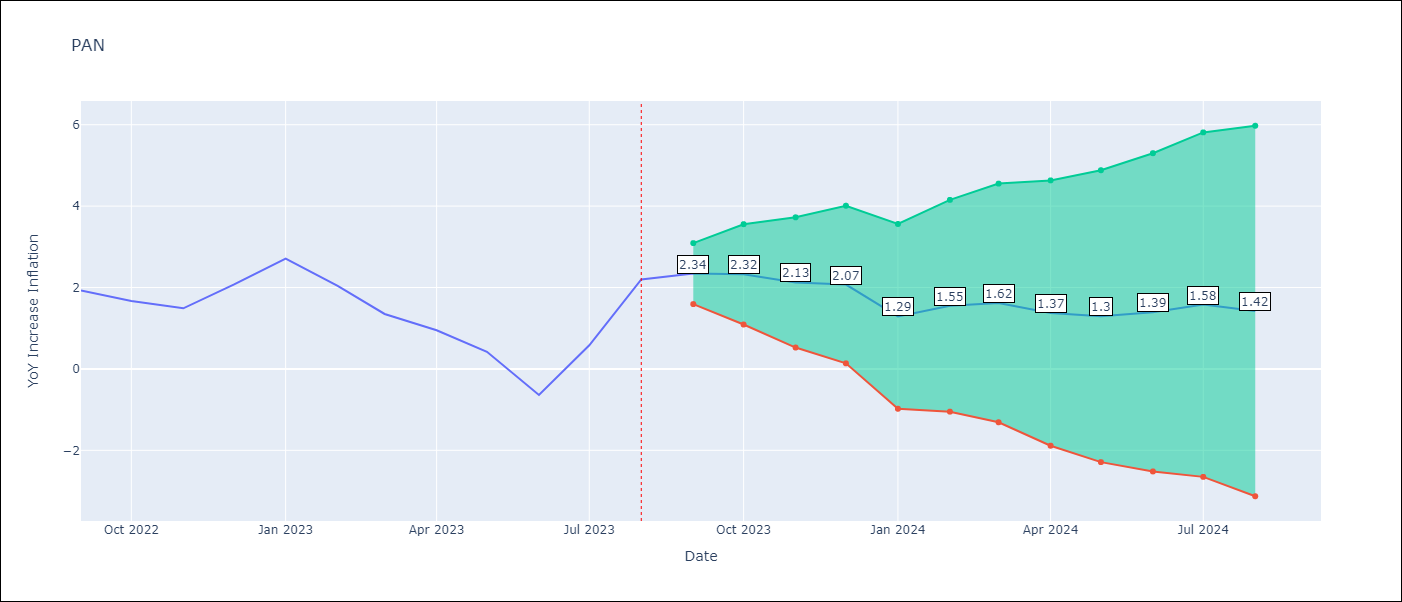 PAN
YoY Increase Inflation
6
4
2
0
−2
2.34
2.32
2.13
2.07
1.29
1.55
1.62
1.37
1.3
1.39
1.58
1.42
Oct 2022
Jan 2023
Apr 2023
Jul 2023
Oct 2023
Jan 2024
Apr 2024
Jul 2024
Date